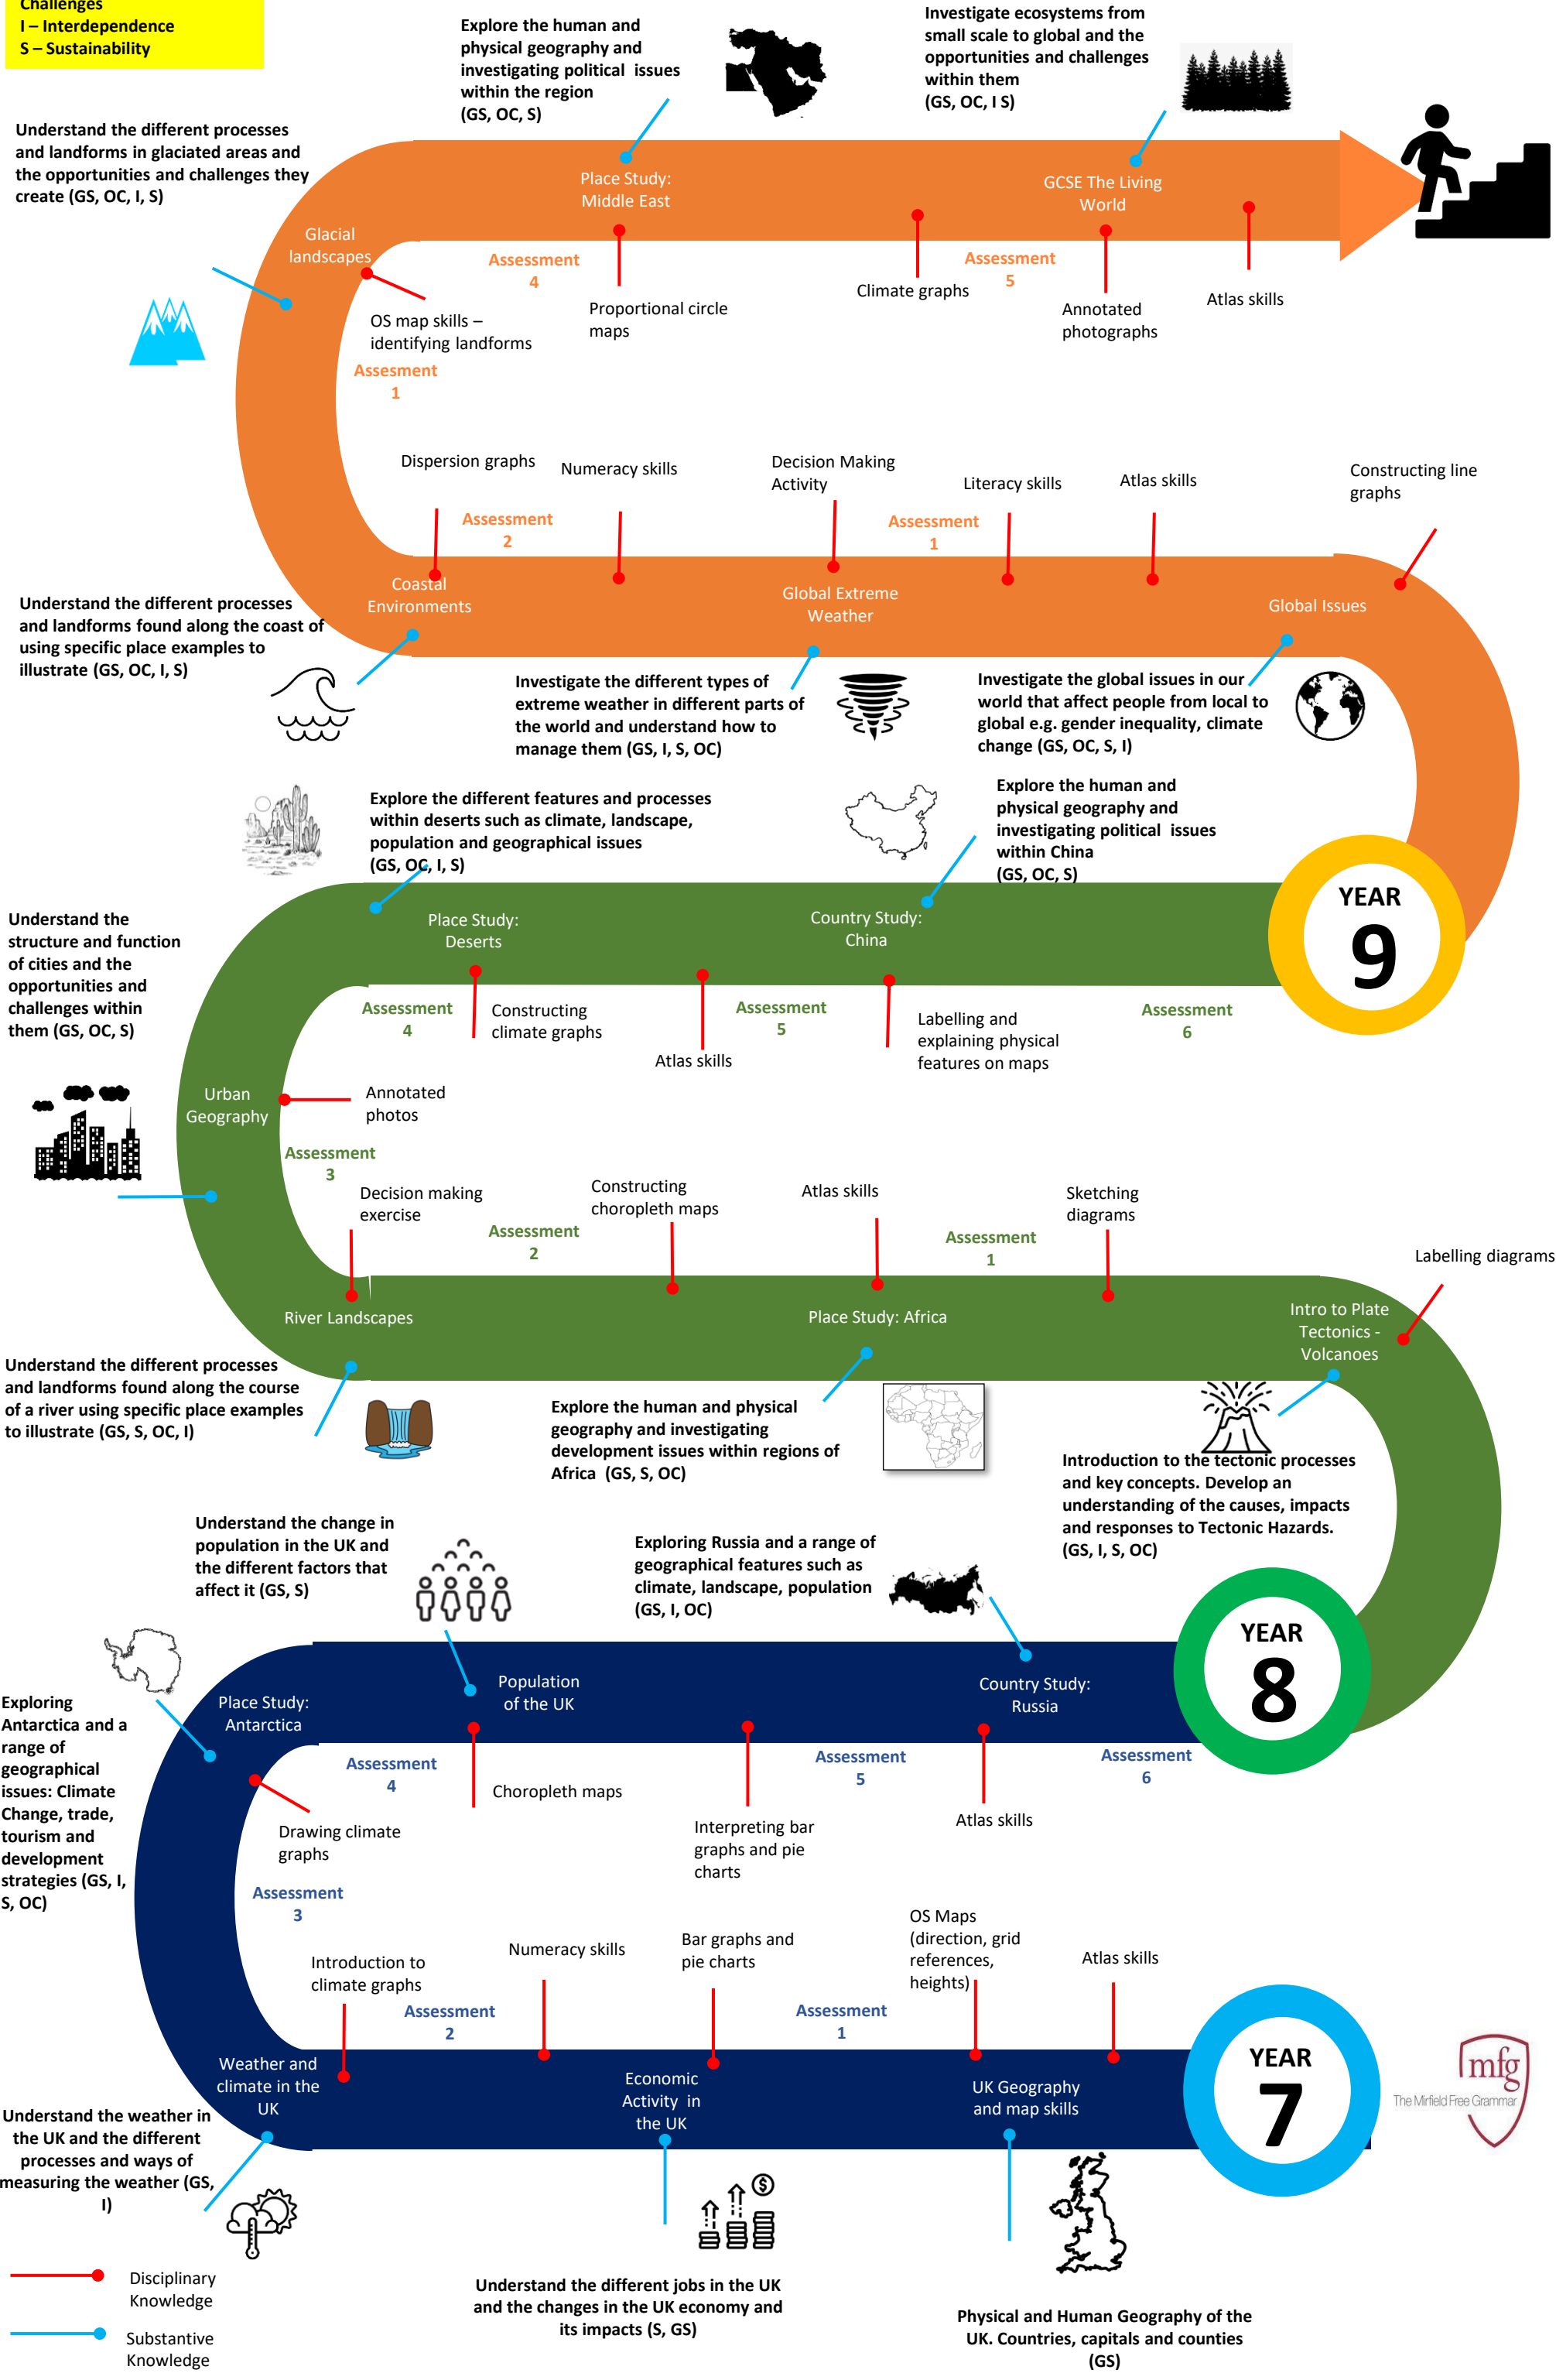 Challenges
I – Interdependence
S – Sustainability
Explore the human and
physical geography and
investigating political issues
within the region
(GS, OC, S)
Investigate ecosystems from
small scale to global and the
opportunities and challenges
within them
(GS, OC, I S)
Understand the different processes
and landforms in glaciated areas and
the opportunities and challenges they
create (GS, OC, I, S)
Place Study:
Middle East
GCSE The Living
World
Glacial
landscapes
Assessment
4
Assessment
5
OS map skills –
identifying landforms
Proportional circle
maps
Climate graphs
Annotated
photographs
Atlas skills
Assesment
1
Dispersion graphs
Numeracy skills
Decision Making
Activity
Literacy skills
Atlas skills
Constructing line
graphs
Assessment
2
Assessment
1
Coastal
Environments
Global Extreme
Weather
Global Issues
Understand the different processes
and landforms found along the coast of
using specific place examples to
illustrate (GS, OC, I, S)
Investigate the different types of
extreme weather in different parts of
the world and understand how to
manage them (GS, I, S, OC)
Investigate the global issues in our
world that affect people from local to
global e.g. gender inequality, climate
change (GS, OC, S, I)
Explore the different features and processes
within deserts such as climate, landscape,
population and geographical issues
(GS, OC, I, S)
Explore the human and
physical geography and
investigating political issues
within China
(GS, OC, S)
YEAR
9
Understand the
structure and function
of cities and the
opportunities and
challenges within
them (GS, OC, S)
Place Study:
Deserts
Country Study:
China
Assessment
4
Constructing
climate graphs
Atlas skills
Assessment
5
Labelling and
explaining physical
features on maps
Assessment
6
Urban
Geography
Annotated
photos
Assessment
3
Decision making
exercise
Assessment
2
Constructing
choropleth maps
Atlas skills
Assessment
1
Sketching
diagrams
Labelling diagrams
River Landscapes
Place Study: Africa
Intro to Plate
Tectonics -
Volcanoes
Understand the different processes
and landforms found along the course
of a river using specific place examples
to illustrate (GS, S, OC, I)
Explore the human and physical
geography and investigating
development issues within regions of
Africa (GS, S, OC)
Introduction to the tectonic processes
and key concepts. Develop an
understanding of the causes, impacts
and responses to Tectonic Hazards.
(GS, I, S, OC)
Understand the change in
population in the UK and
the different factors that
affect it (GS, S)
Exploring Russia and a range of
geographical features such as
climate, landscape, population
(GS, I, OC)
YEAR
8
Exploring
Antarctica and a
range of
geographical
issues: Climate
Change, trade,
tourism and
development
strategies (GS, I,
S, OC)
Place Study:
Antarctica
Population
of the UK
Country Study:
Russia
Assessment
4
Choropleth maps
Assessment
5
Assessment
6
Drawing climate
graphs
Interpreting bar
graphs and pie
charts
Atlas skills
Assessment
3
Introduction to
climate graphs
Assessment
2
Numeracy skills
Bar graphs and
pie charts
Assessment
1
OS Maps
(direction, grid
references,
heights)
Atlas skills
Weather and
climate in the
UK
Economic
Activity in
the UK
UK Geography
and map skills
YEAR
7
mfg
The Mirfield Free Grammar
Understand the weather in
the UK and the different
processes and ways of
measuring the weather (GS,
I)
Understand the different jobs in the UK
and the changes in the UK economy and
its impacts (S, GS)
Physical and Human Geography of the
UK. Countries, capitals and counties
(GS)
Disciplinary
Knowledge
Substantive
Knowledge